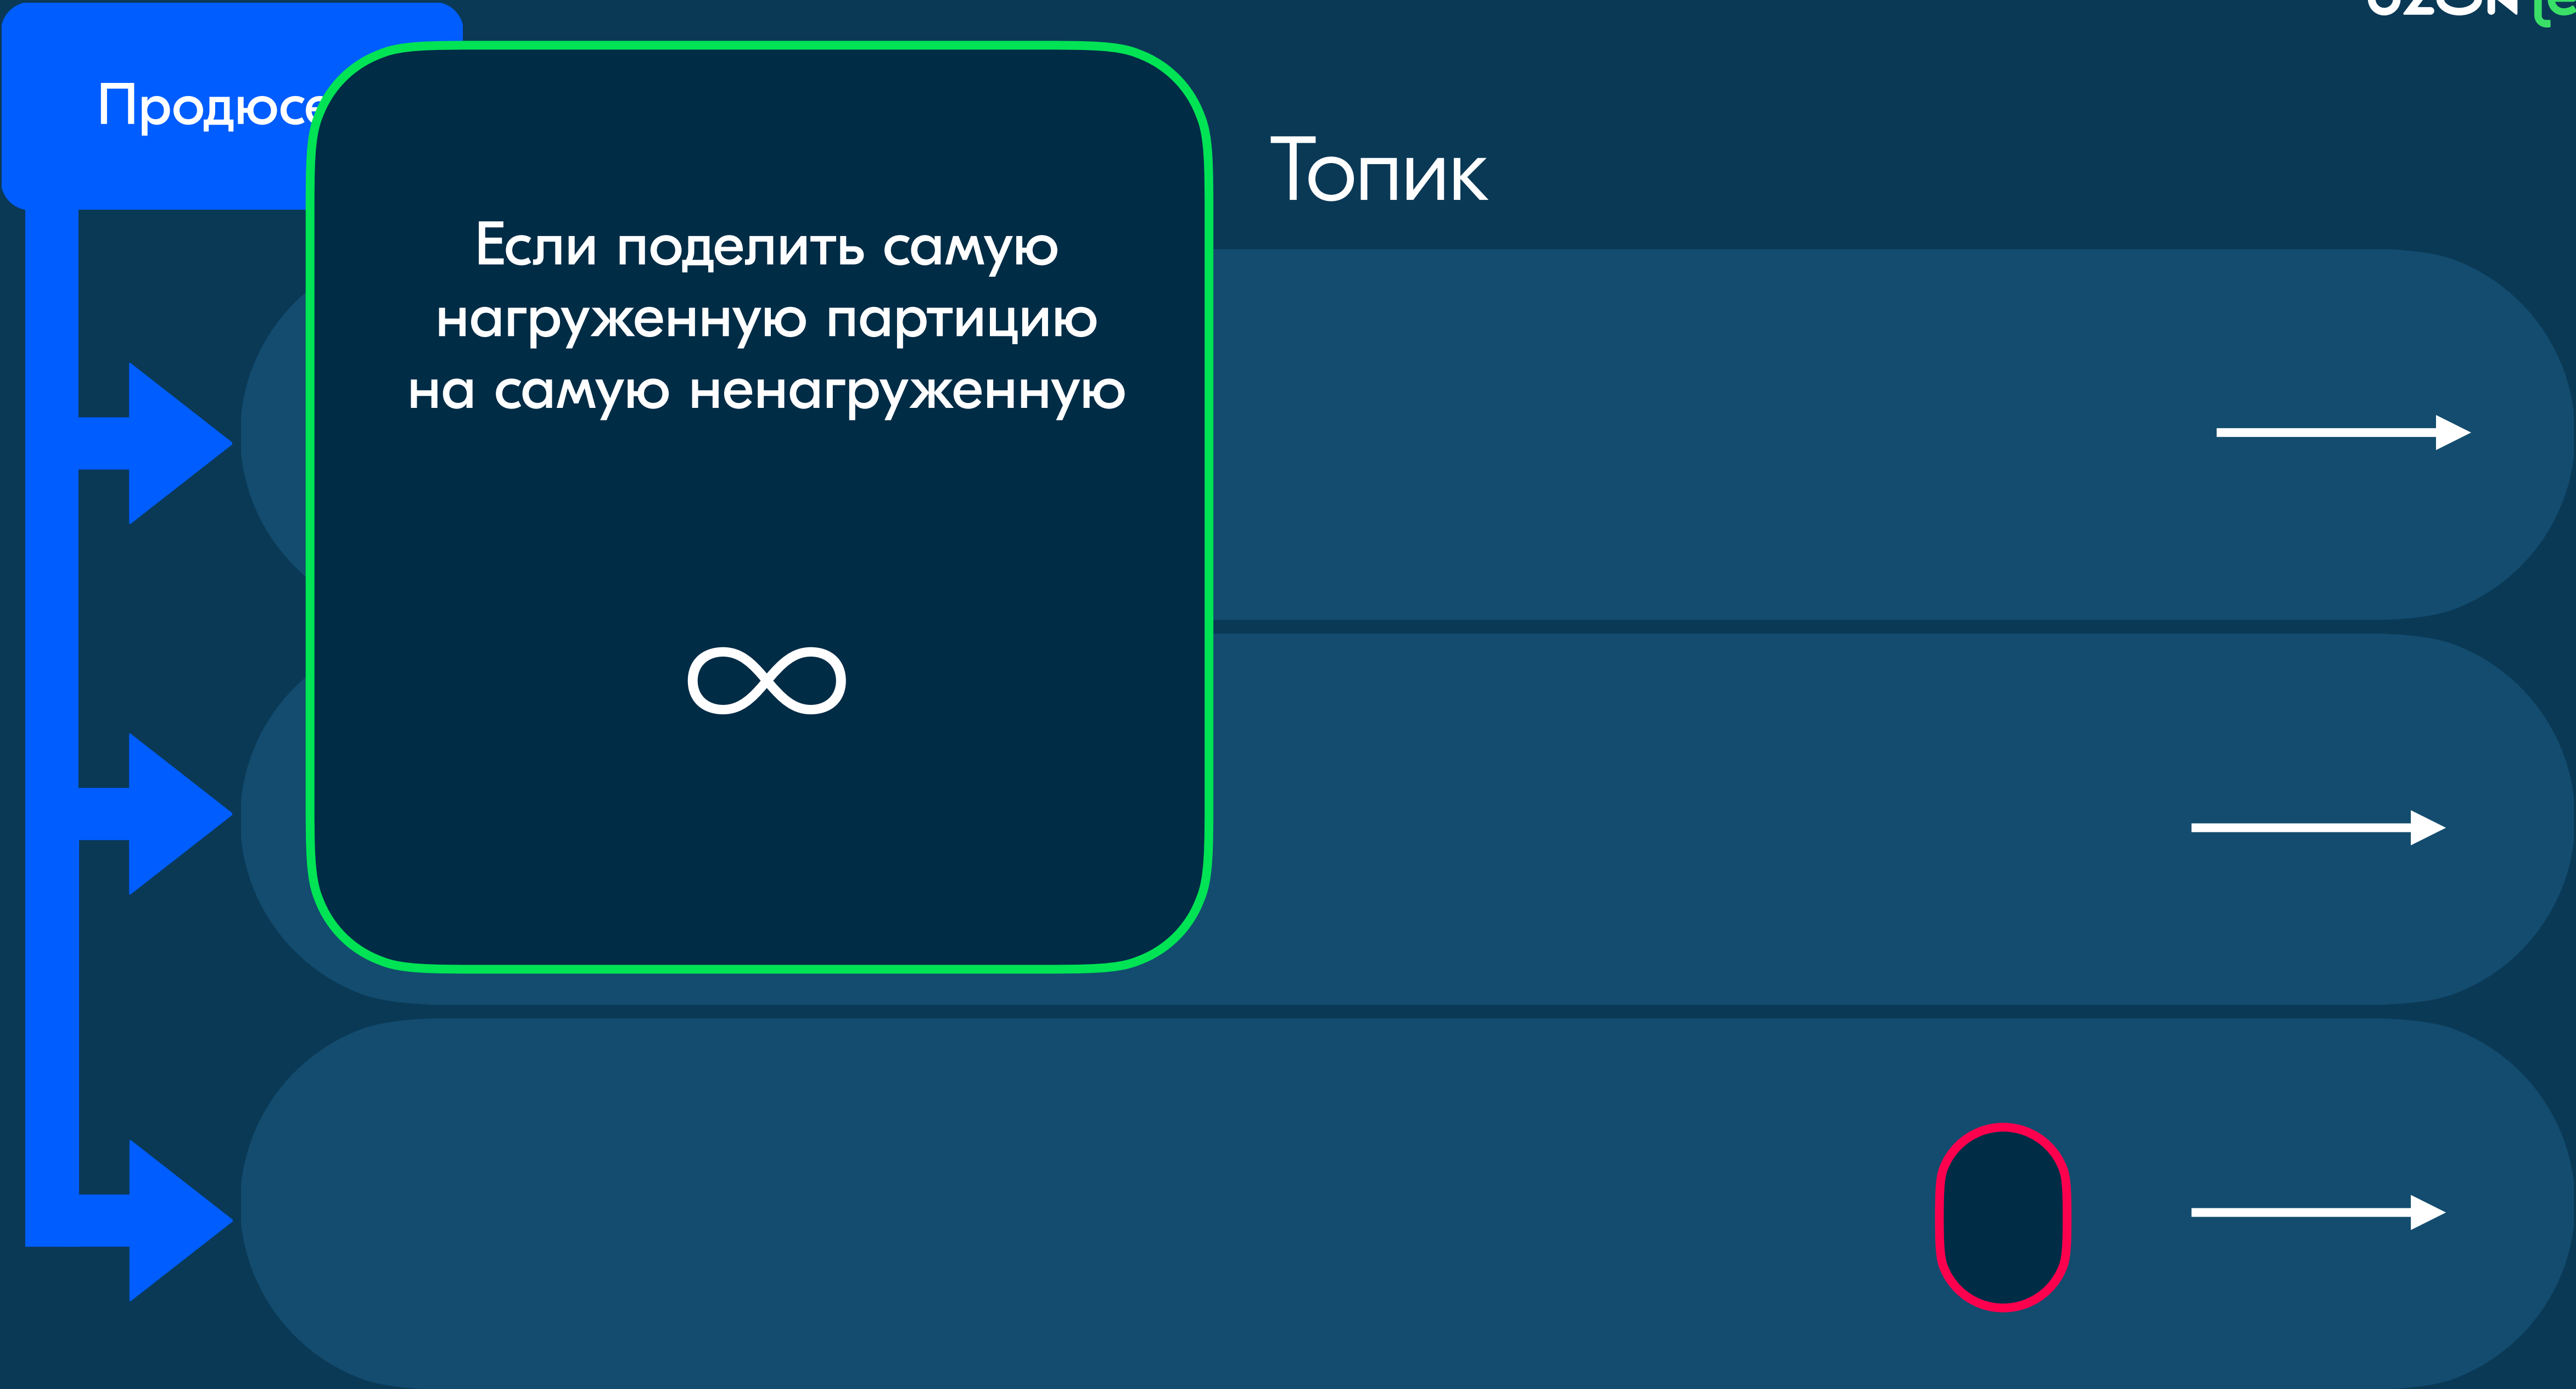 Продюсе
Топик
Если поделить самую
нагруженную партицию
на самую ненагруженную
∞